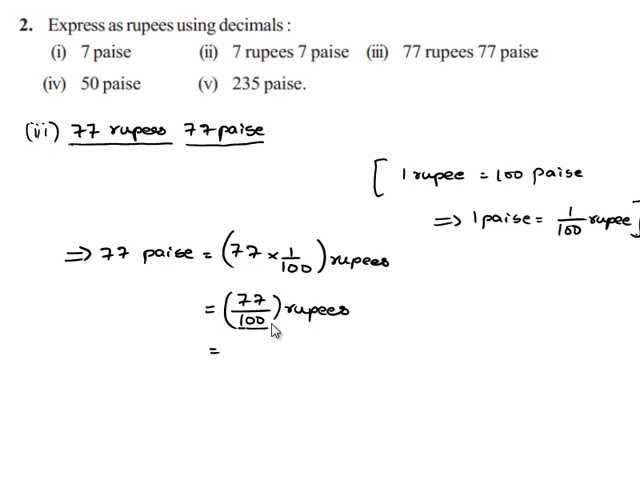 2. Express as rupees using decimals :
(i) 7 paise (ii) 7 rupees 7 paise (iii) 77 rupees 77 paise
(iv) 50 paise (v) 235 paise.
(iii) 77 rupees 77 paise
[ 1 rupee = 100 paise
=> 1 paise = 1/100 rupee ]
=> 77 paise = (77 × 1/100) rupees
= (77/100) rupees
=